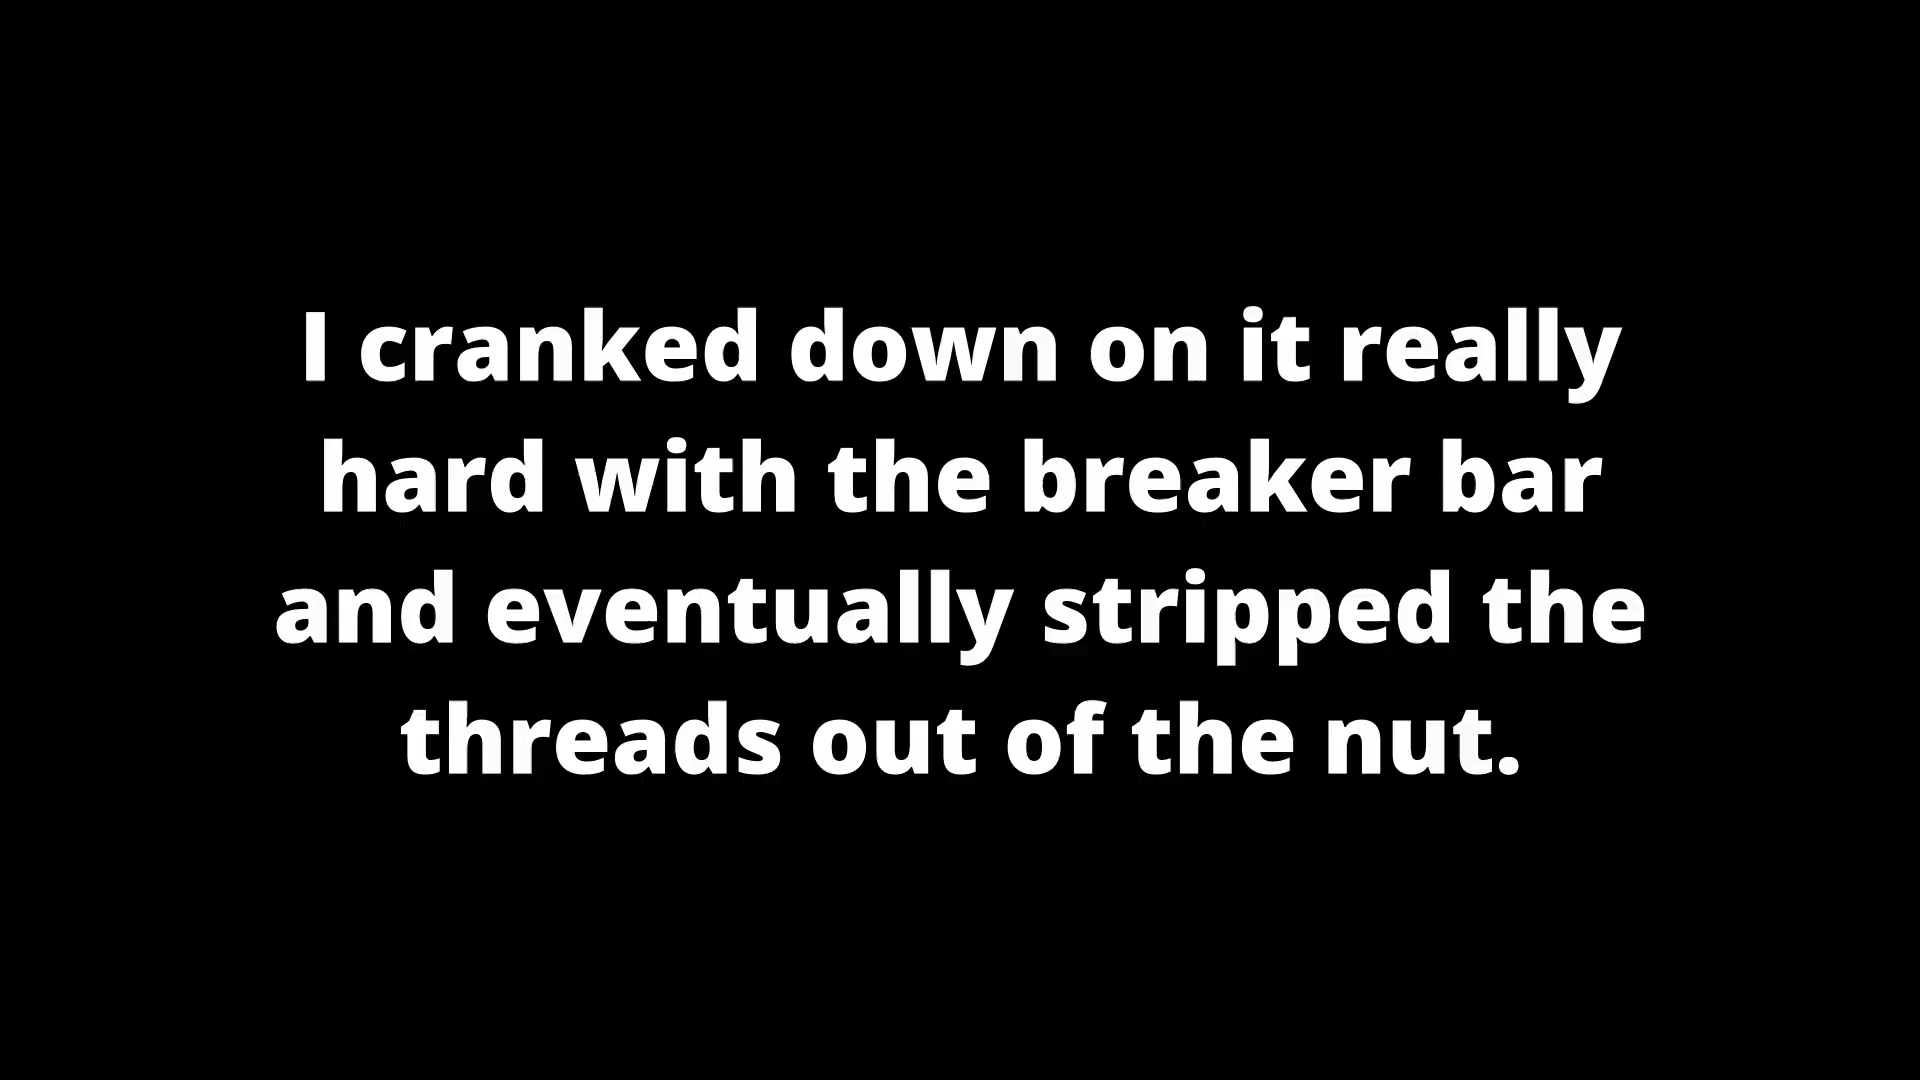 I cranked down on it really
hard with the breaker bar
and eventually stripped the
threads out of the nut.